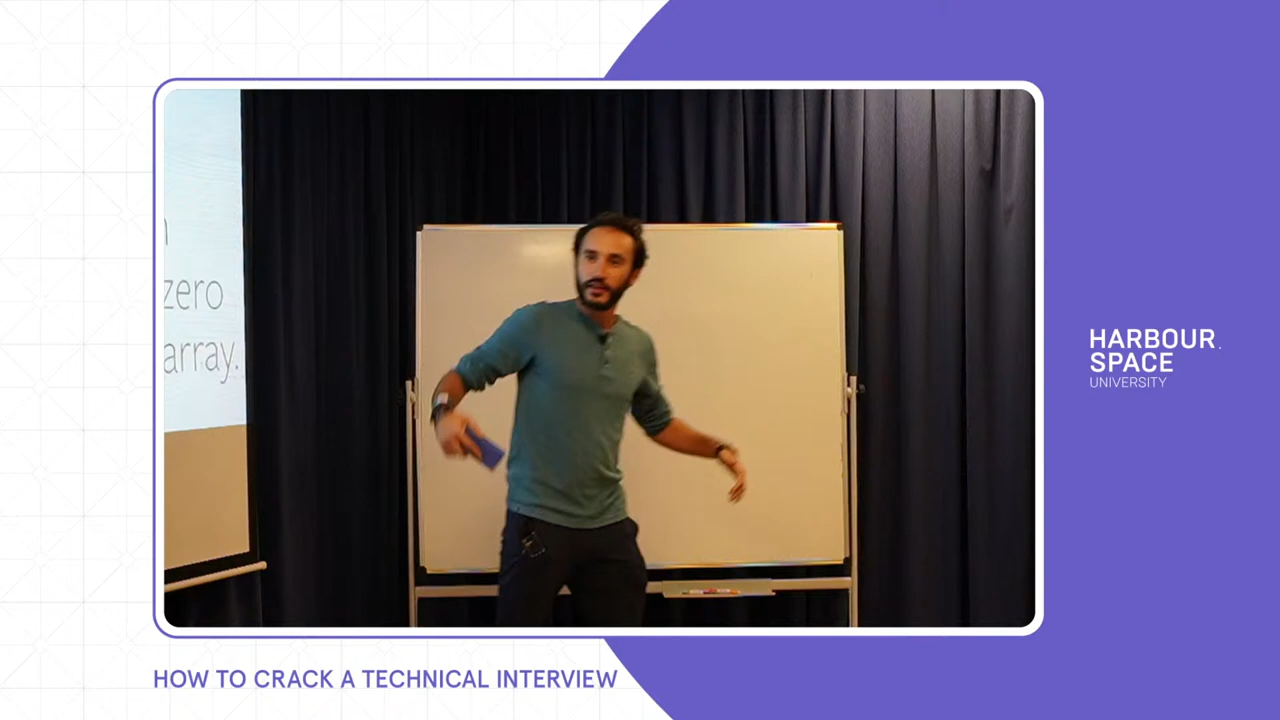 zero
array.
HARBOUR.
SPACE
UNIVERSITY
HOW TO CRACK A TECHNICAL INTERVIEW